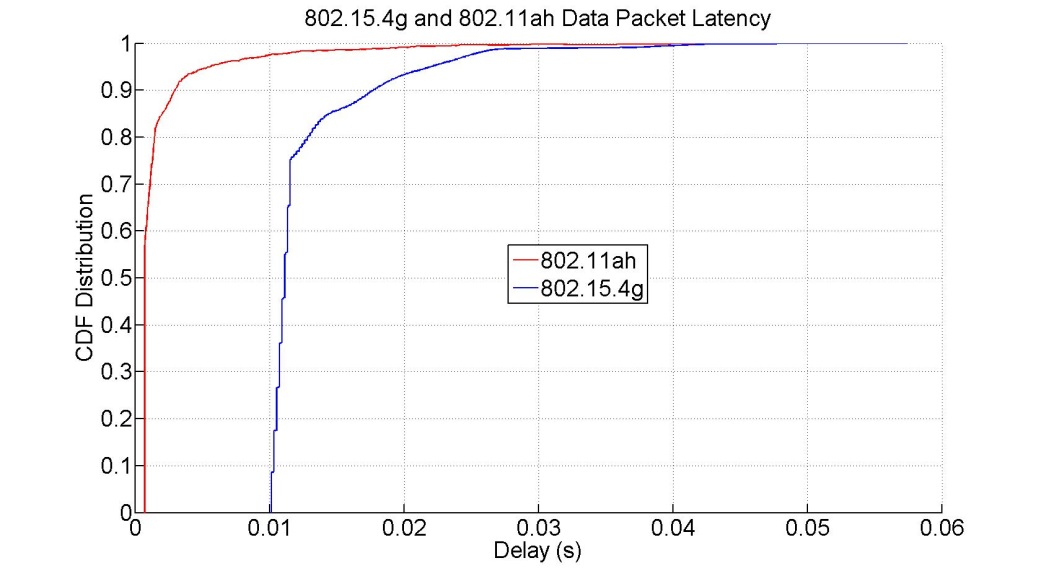 802.15.4g and 802.11ah Data Packet Latency
1
0.9
0.8
0.7
0.6
0.5
0.4
0.3
0.2
0.1
0
CDF Distribution
802.11ah
802.15.4g
0 0.01 0.02 0.03 0.04 0.05 0.06
Delay (s)